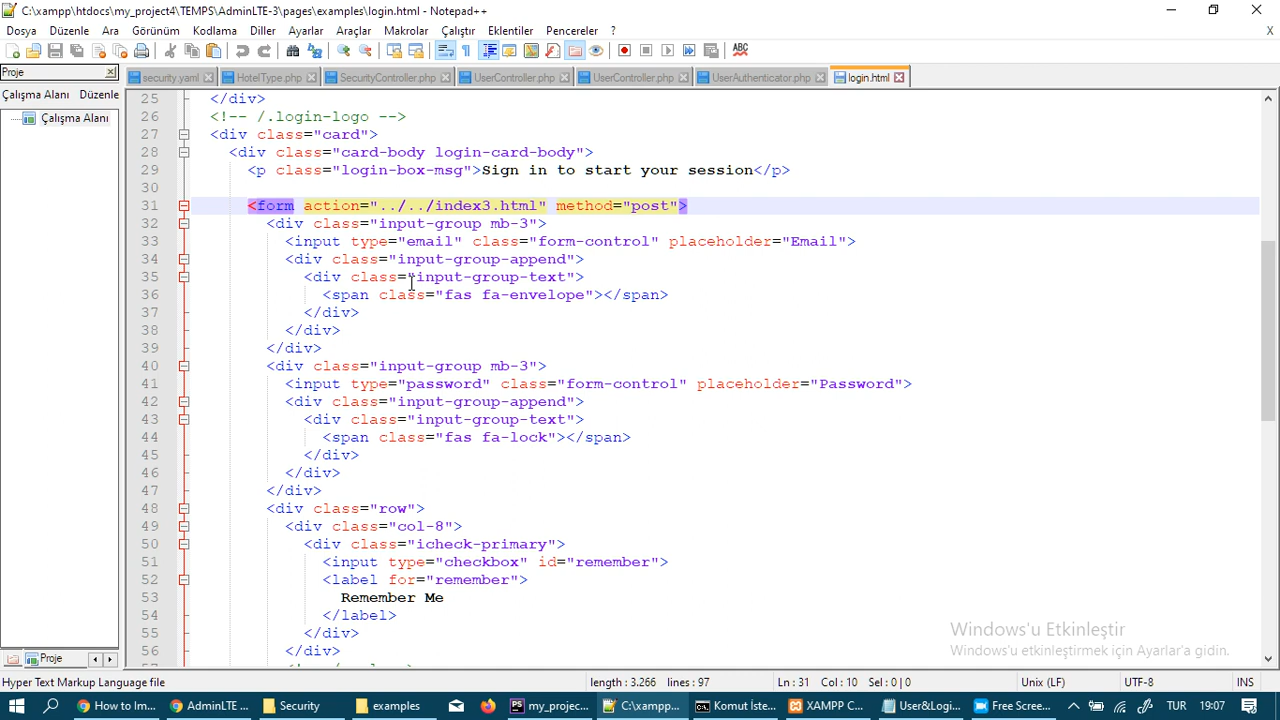 C:\xampp\htdocs\my_project4\TEMPS\AdminLTE-3\pages\examples\login.html - Notepad++
Dosya Düzenle Ara Görünüm Kodlama Diller Ayarlar Araçlar Makrolar Çalıştır Eklentiler Pencereler ? X
Proje
security.yaml HotelType.php SecurityController.php UserController.php UserController.php UserAuthenticator.php login.html
Çalışma Alanı Düzenle
Çalışma Alanı
25 </div>
26 <!-- /.login-logo -->
27 <div class="card">
28 <div class="card-body login-card-body">
29 <p class="login-box-msg">Sign in to start your session</p>
30
31 <form action="../../index3.html" method="post">
32 <div class="input-group mb-3">
33 <input type="email" class="form-control" placeholder="Email">
34 <div class="input-group-append">
35 <div class="input-group-text">
36 <span class="fas fa-envelope"></span>
37 </div>
38 </div>
39 </div>
40 <div class="input-group mb-3">
41 <input type="password" class="form-control" placeholder="Password">
42 <div class="input-group-append">
43 <div class="input-group-text">
44 <span class="fas fa-lock"></span>
45 </div>
46 </div>
47 </div>
48 <div class="row">
49 <div class="col-8">
50 <div class="icheck-primary">
51 <input type="checkbox" id="remember">
52 <label for="remember">
53 Remember Me
54 </label>
55 </div>
56 </div>
Windows'u Etkinleştir
Windows'u etkinleştirmek için Ayarlar'a gidin.
Proje
Hyper Text Markup Language file length : 3.266 lines : 97 Ln : 31 Col : 10 Sel : 0 | 0 Unix (LF) UTF-8 INS
How to Im... AdminLTE ... Security examples my_projec... C:\xampp... Komut İste... XAMPP C... User&Logi... Free Scree... TUR 19:07